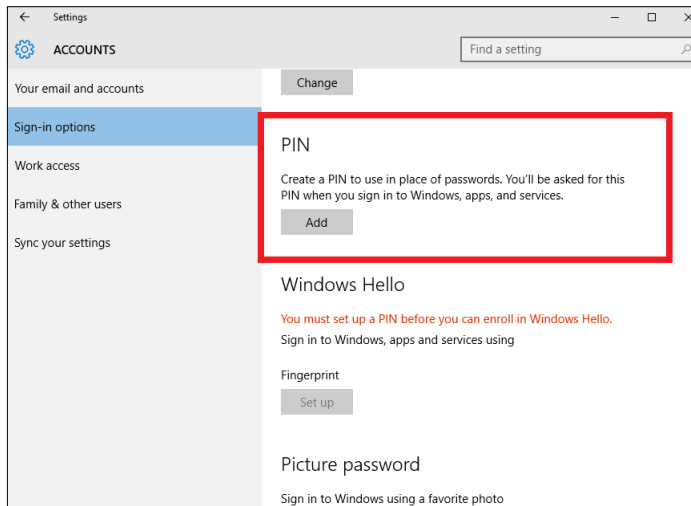 Settings
ACCOUNTS
Find a setting
Your email and accounts
Sign-in options
Work access
Family & other users
Sync your settings
Change
PIN
Create a PIN to use in place of passwords. You'll be asked for this
PIN when you sign in to Windows, apps, and services.
Add
Windows Hello
You must set up a PIN before you can enroll in Windows Hello.
Sign in to Windows, apps and services using
Fingerprint
Set up
Picture password
Sign in to Windows using a favorite photo